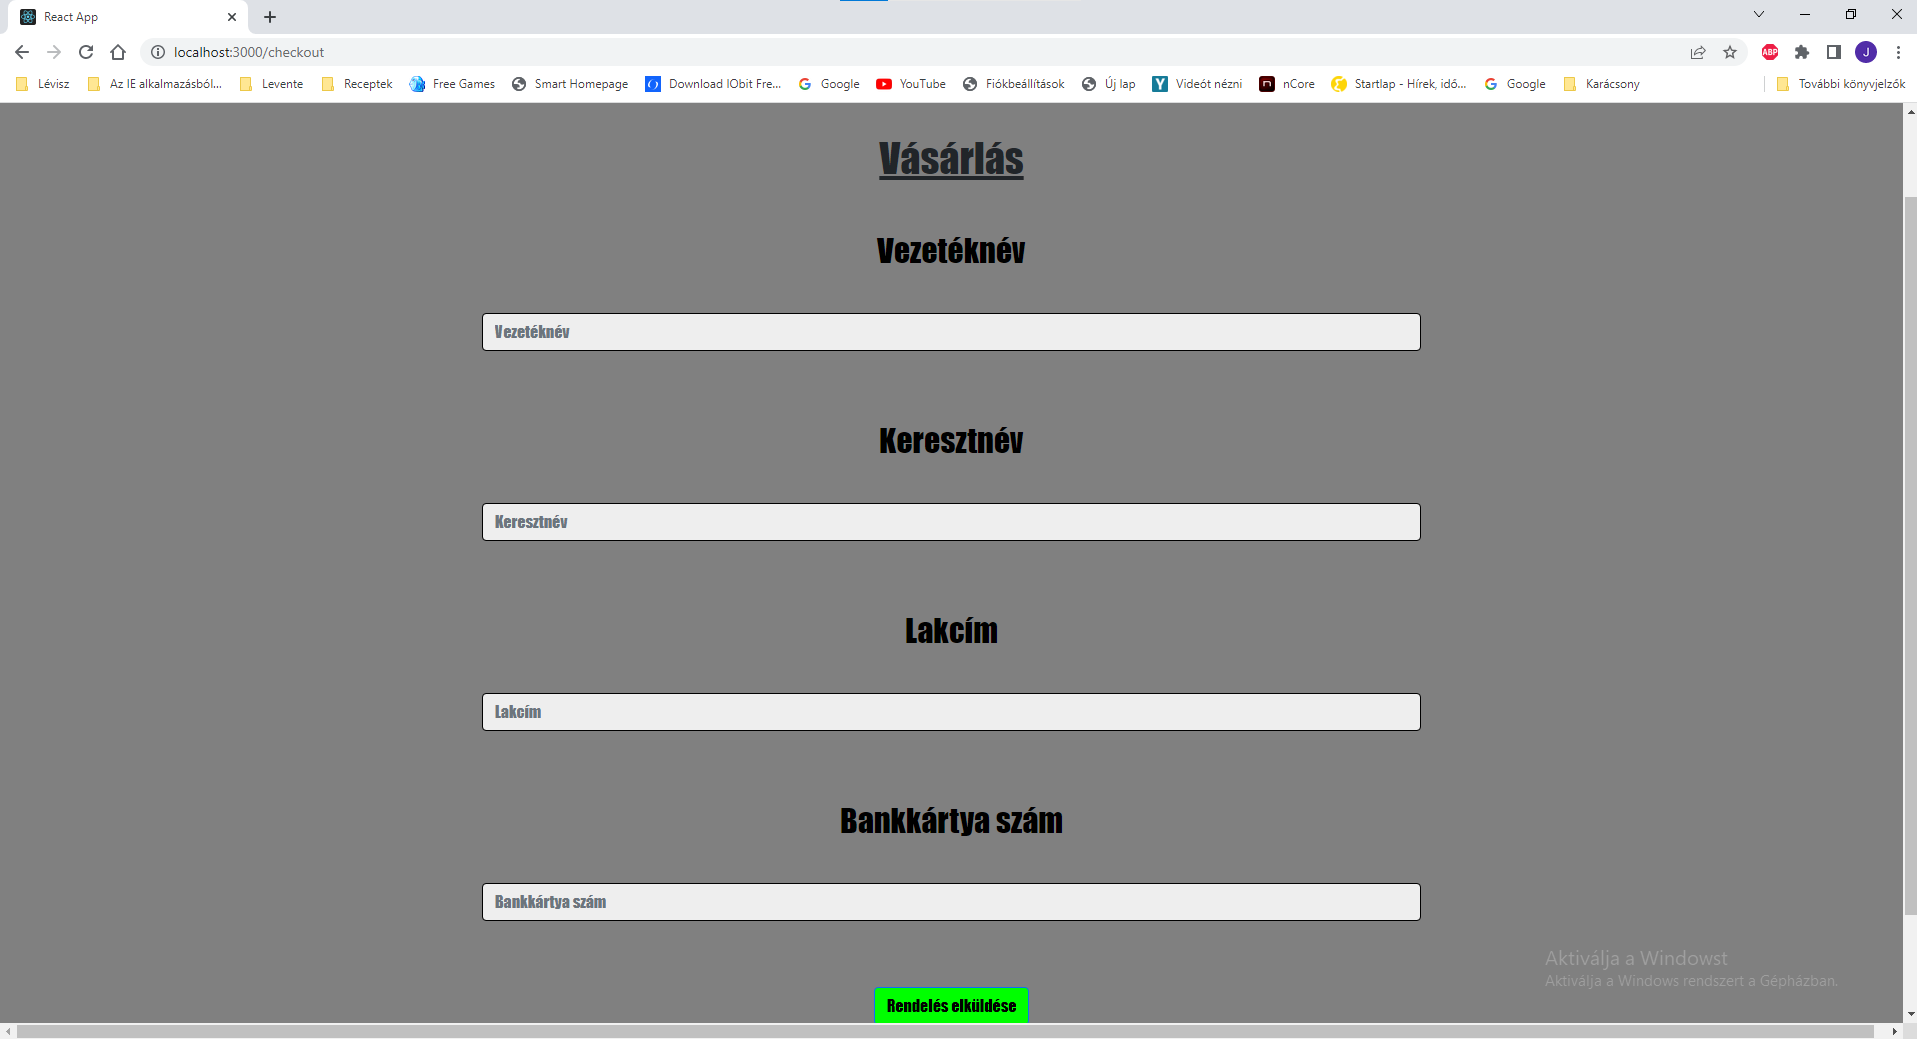 React App
localhost:3000/checkout
ABP
J
Lévisz Az IE alkalmazásból... Levente Receptek Free Games Smart Homepage Download IObit Fre... Google YouTube Fiókbeállítások Új lap Videót nézni nCore Startlap - Hírek, idő... Google Karácsony További könyvjelzők
Vásárlás
Vezetéknév
Vezetéknév
Keresztnév
Keresztnév
Lakcím
Lakcím
Bankkártya szám
Bankkártya szám
Aktiválja a Windowst
Aktiválja a Windows rendszert a Gépházban.
Rendelés elküldése